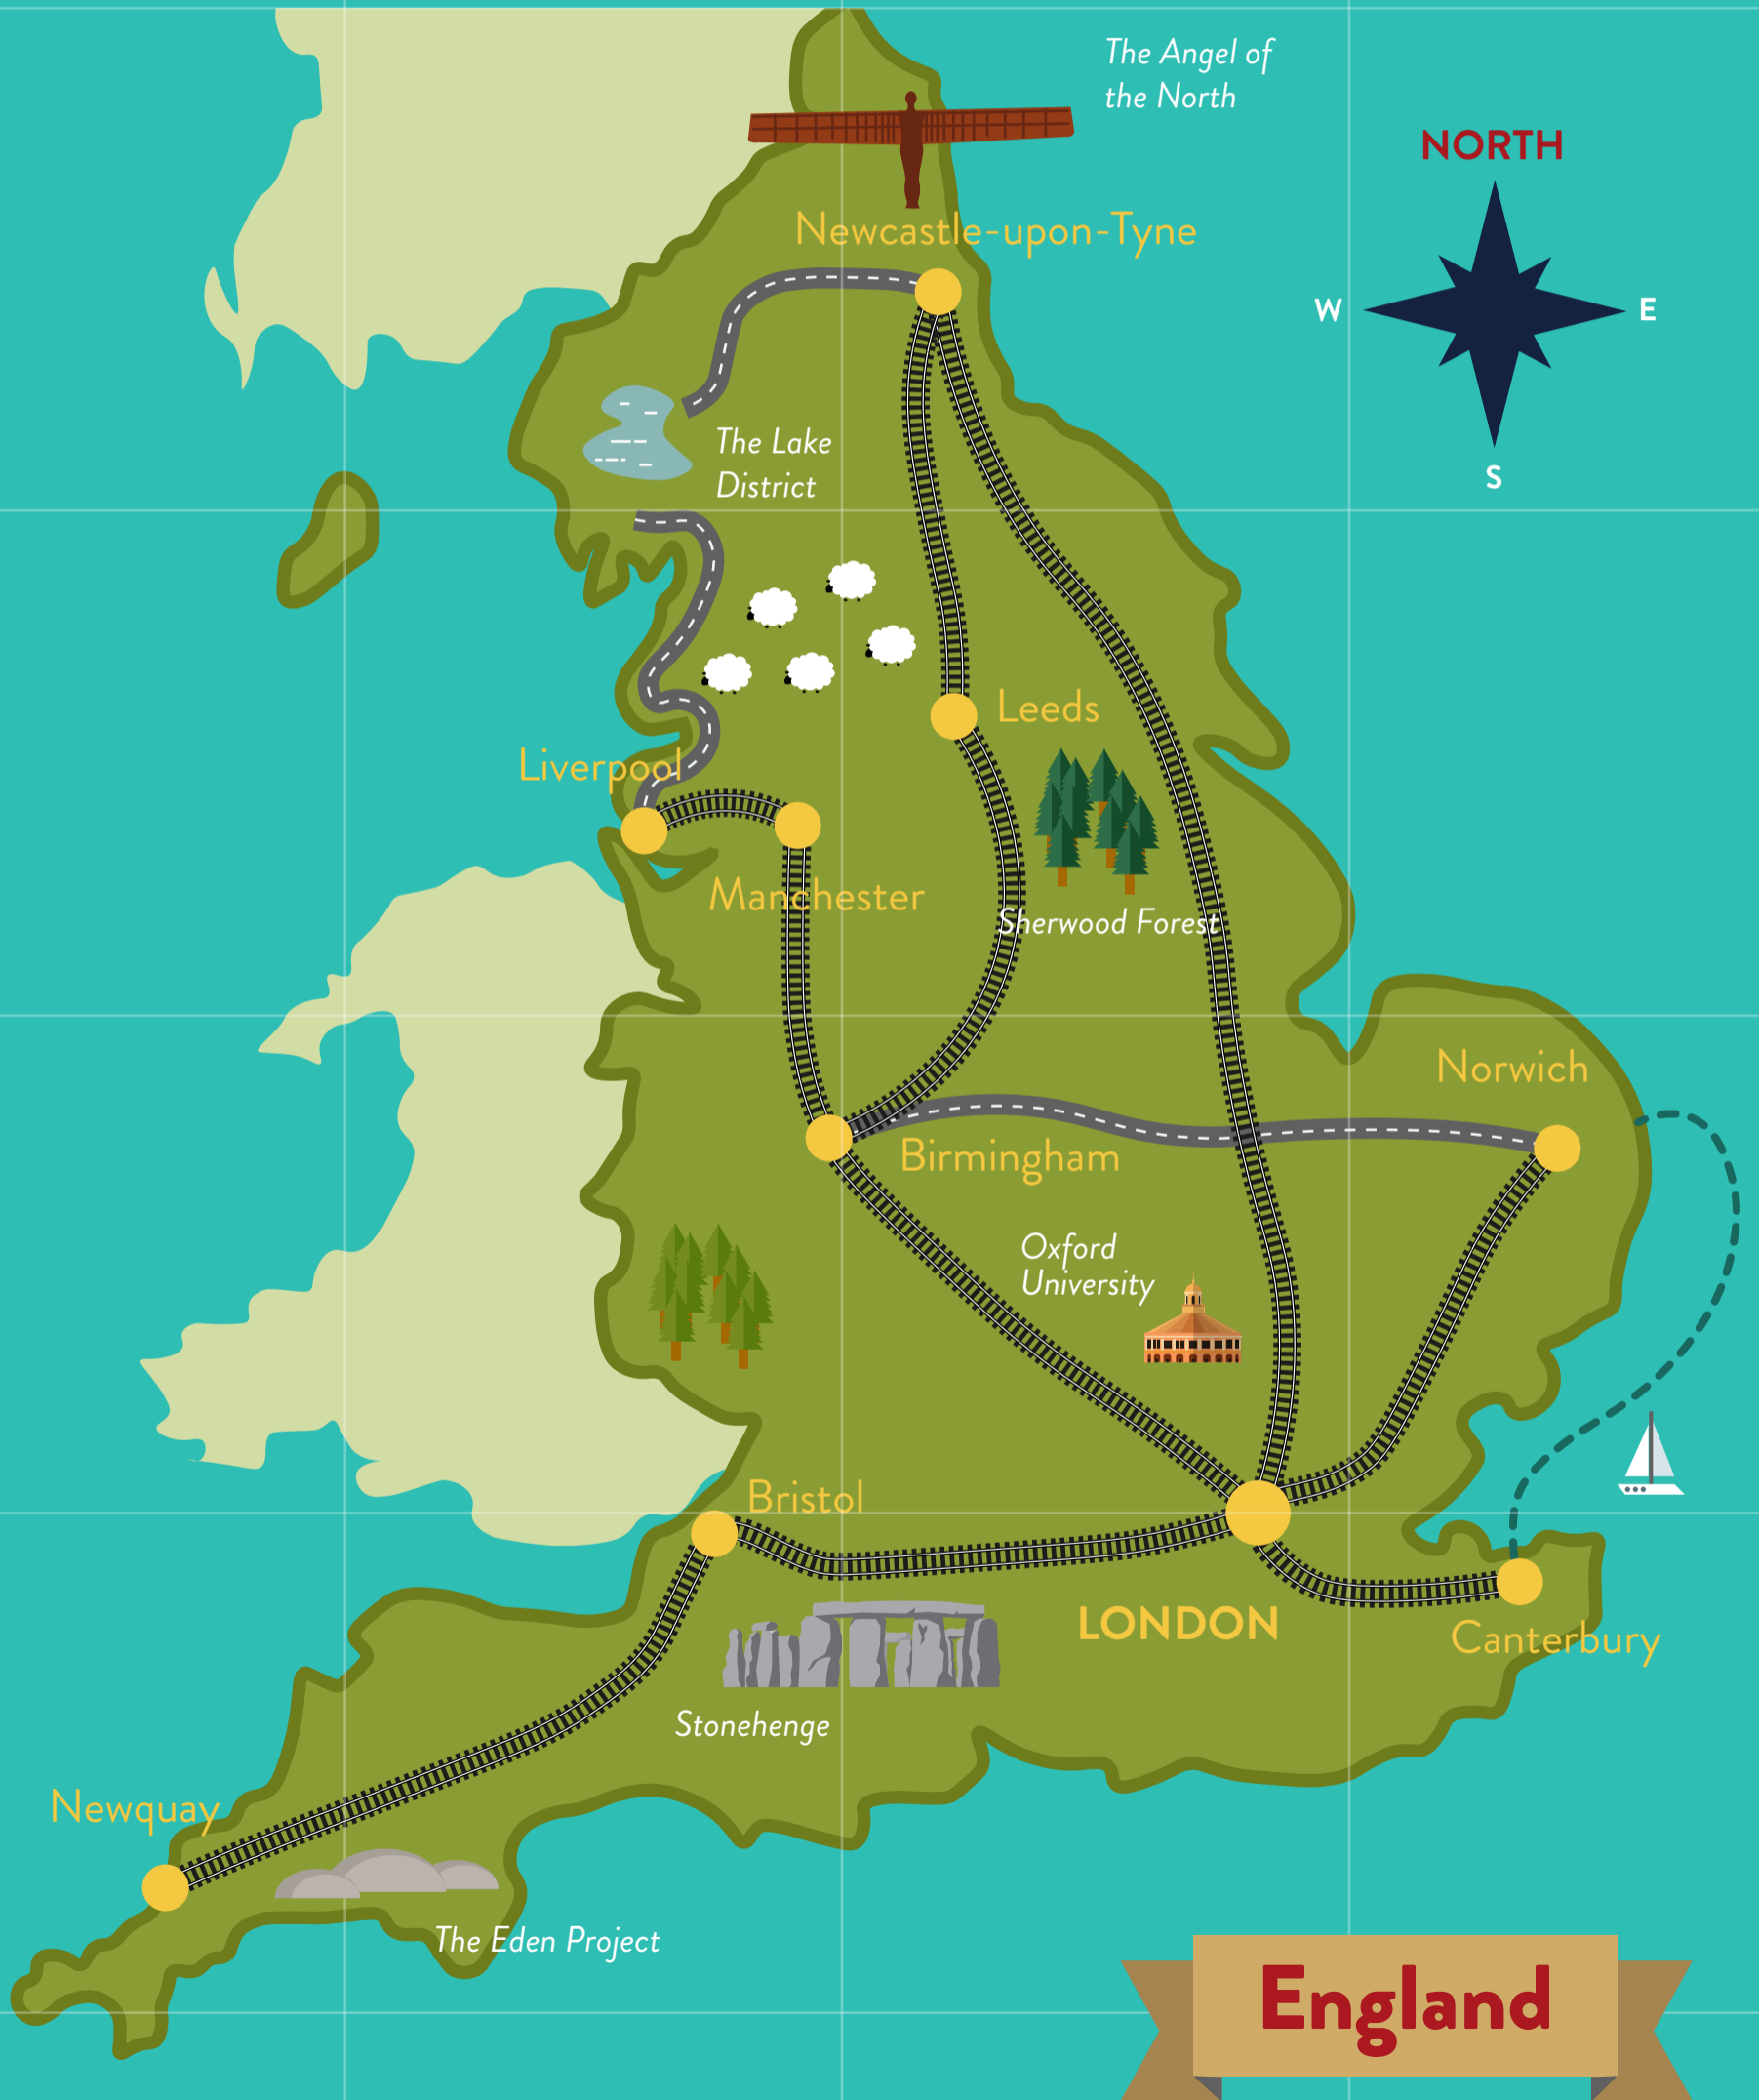 The Angel of
the North
NORTH
Newcastle-upon-Tyne
W
E
The Lake
District
S
Leeds
Liverpool
Manchester
Sherwood Forest
Norwich
Birmingham
Oxford
University
Bristol
LONDON
Canterbury
Stonehenge
Newquay
The Eden Project
England